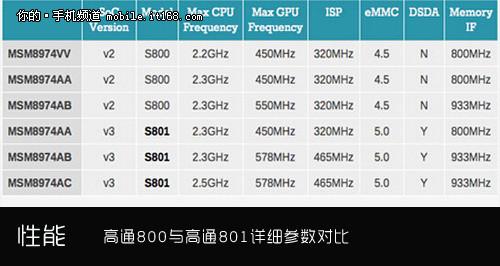 你的·手机频道 mobile.it168.com
SoC Version Model Max CPU Frequency Max GPU Frequency ISP eMMC DSDA Memory IF
MSM8974VV v2 S800 2.2GHz 450MHz 320MHz 4.5 N 800MHz
MSM8974AA v2 S800 2.3GHz 450MHz 320MHz 4.5 N 800MHz
MSM8974AB v2 S800 2.3GHz 550MHz 320MHz 4.5 N 933MHz
MSM8974AA v3 S801 2.3GHz 450MHz 320MHz 5.0 Y 800MHz
MSM8974AB v3 S801 2.3GHz 578MHz 465MHz 5.0 Y 933MHz
MSM8974AC v3 S801 2.5GHz 578MHz 465MHz 5.0 Y 933MHz
性能 高通800与高通801详细参数对比